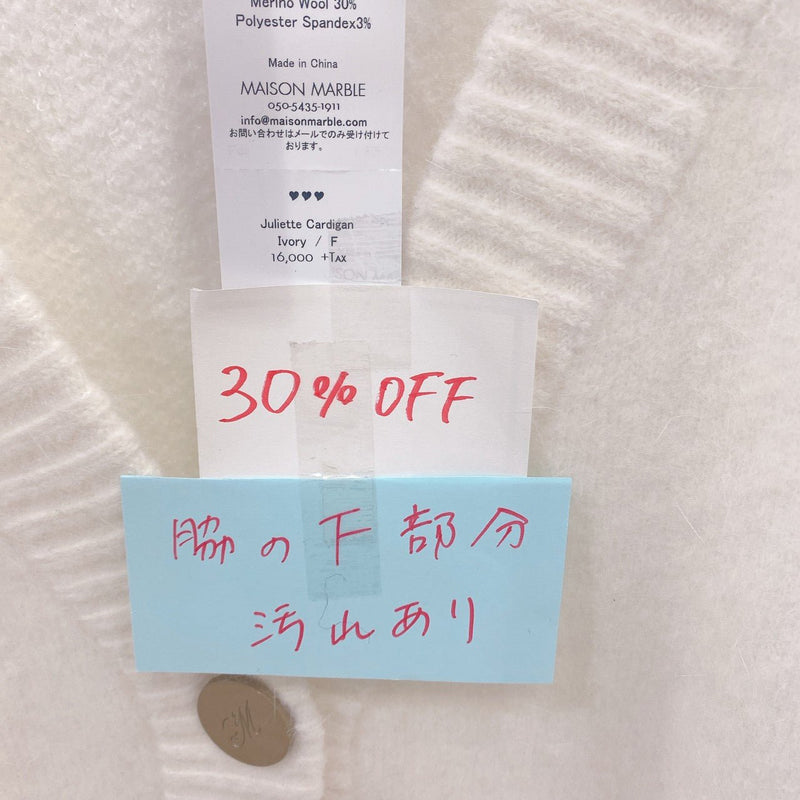 Merino Wool 30%
Polyester Spandex3%
Made in China
MAISON MARBLE
050-5435-1911
info@maisonmarble.com
お問い合わせはメールでのみ受け付けて
おります。
♥♥♥
Juliette Cardigan
Ivory / F
16,000 +TAX
30% OFF
脇の下部分
汚れあり
M